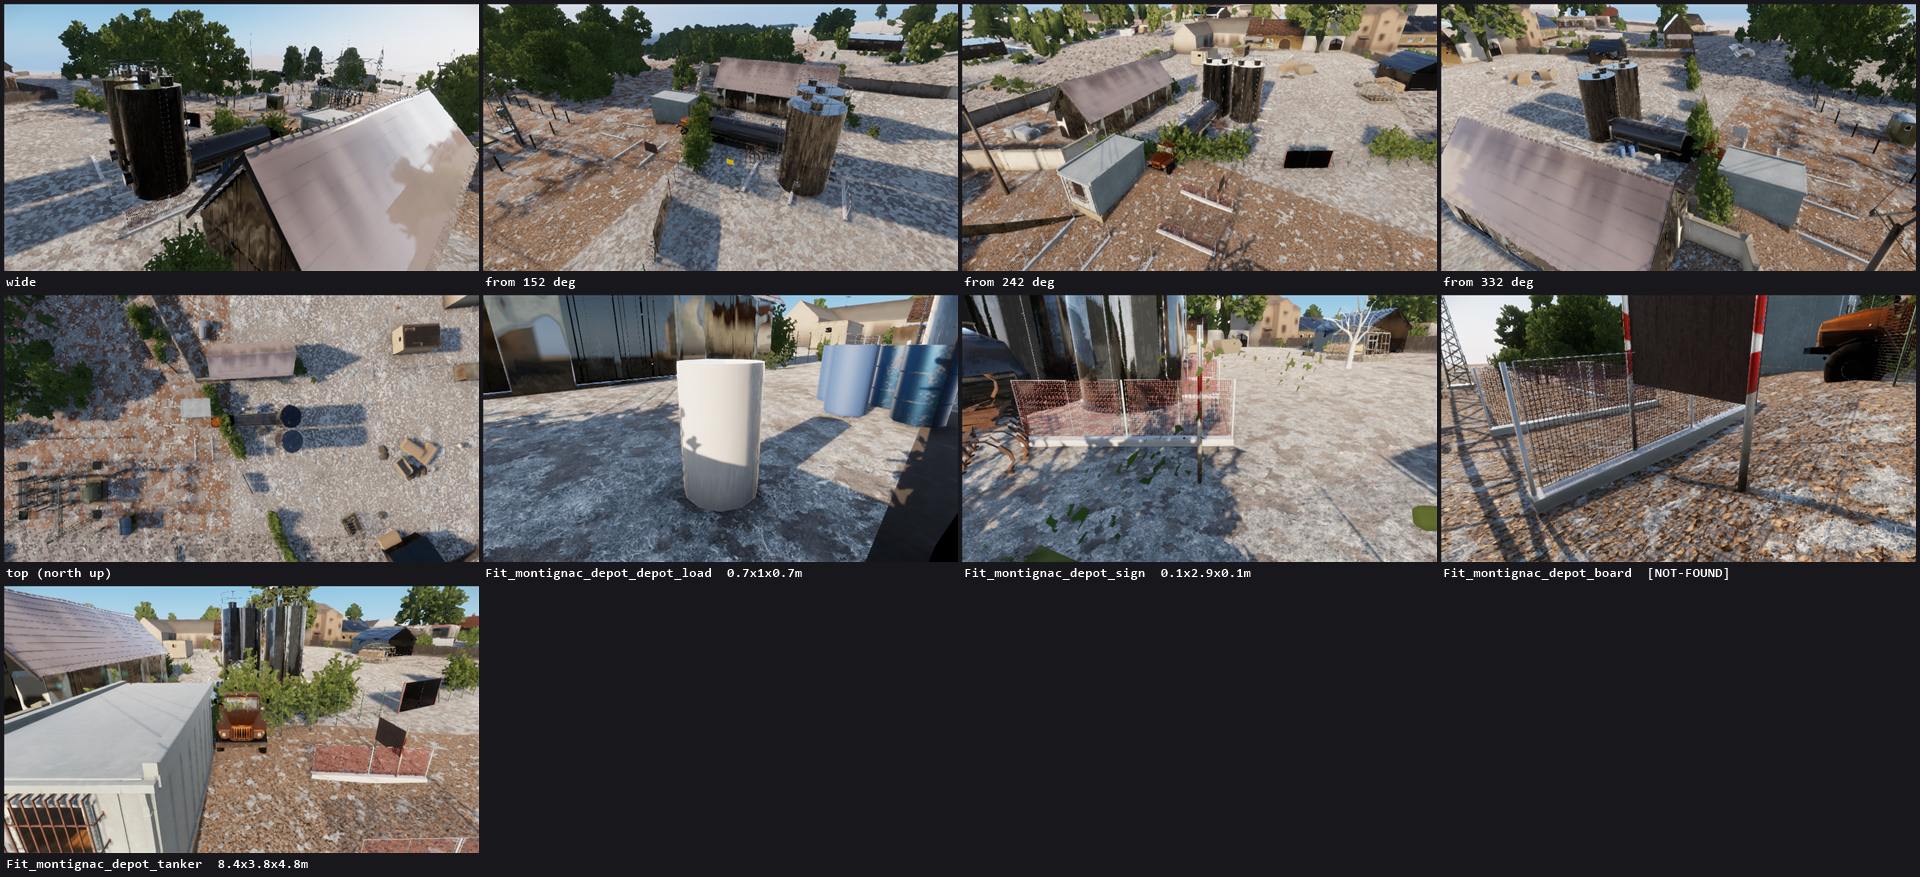 wide
from 152 deg
from 242 deg
from 332 deg
top (north up)
Fit_montignac_depot_depot_load 0.7x1x0.7m
Fit_montignac_depot_sign 0.1x2.9x0.1m
Fit_montignac_depot_board [NOT-FOUND]
Fit_montignac_depot_tanker 8.4x3.8x4.8m